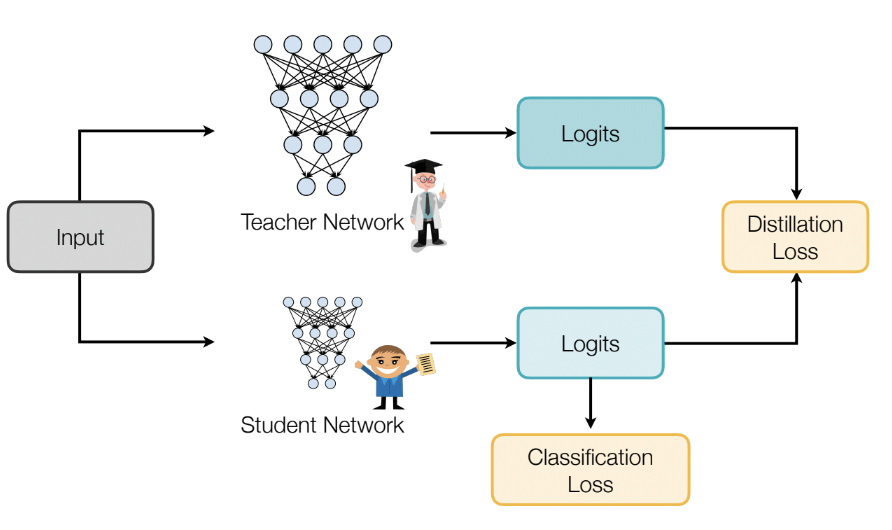 Logits
Teacher Network
Input
Distillation
Loss
Logits
Student Network
Classification
Loss